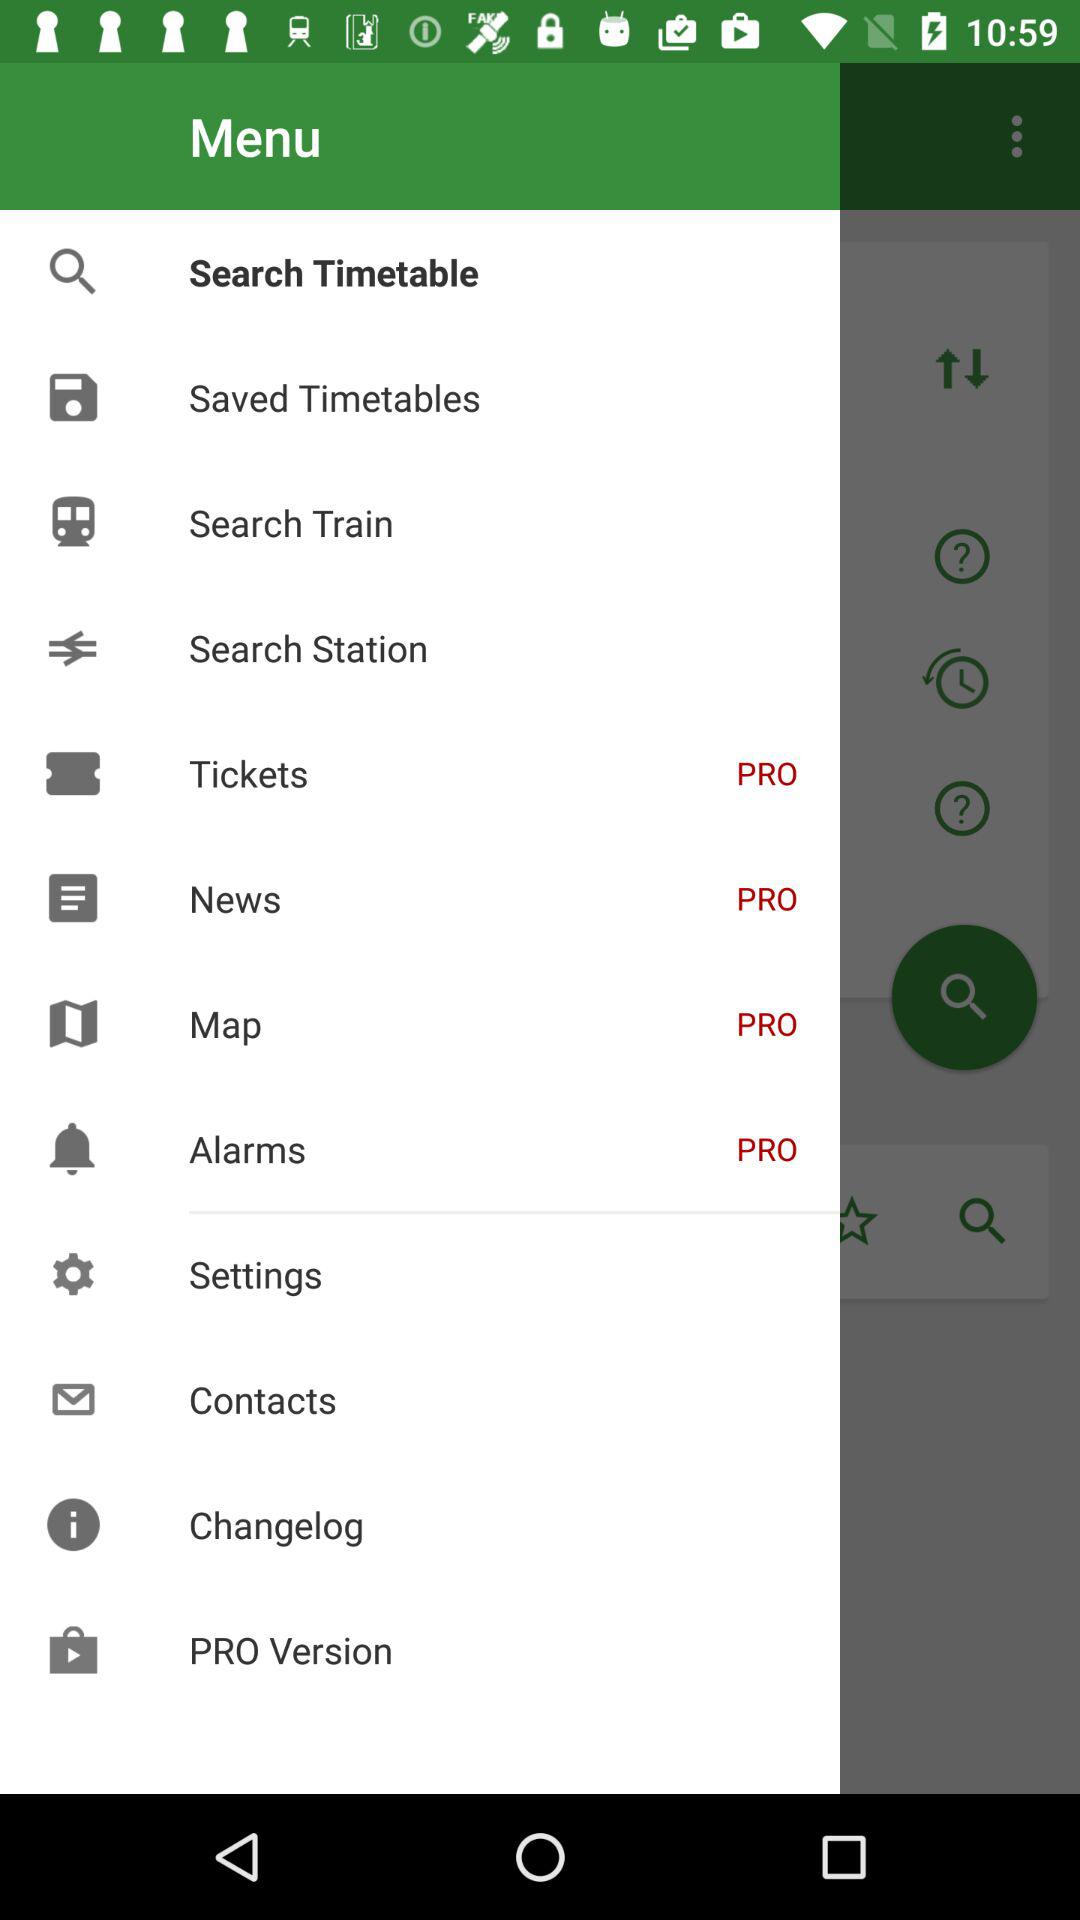 FAKE 10:59
Menu
Search Timetable
Saved Timetables
Search Train
Search Station
Tickets PRO
News PRO
Map PRO
Alarms PRO
Settings
Contacts
Changelog
PRO Version